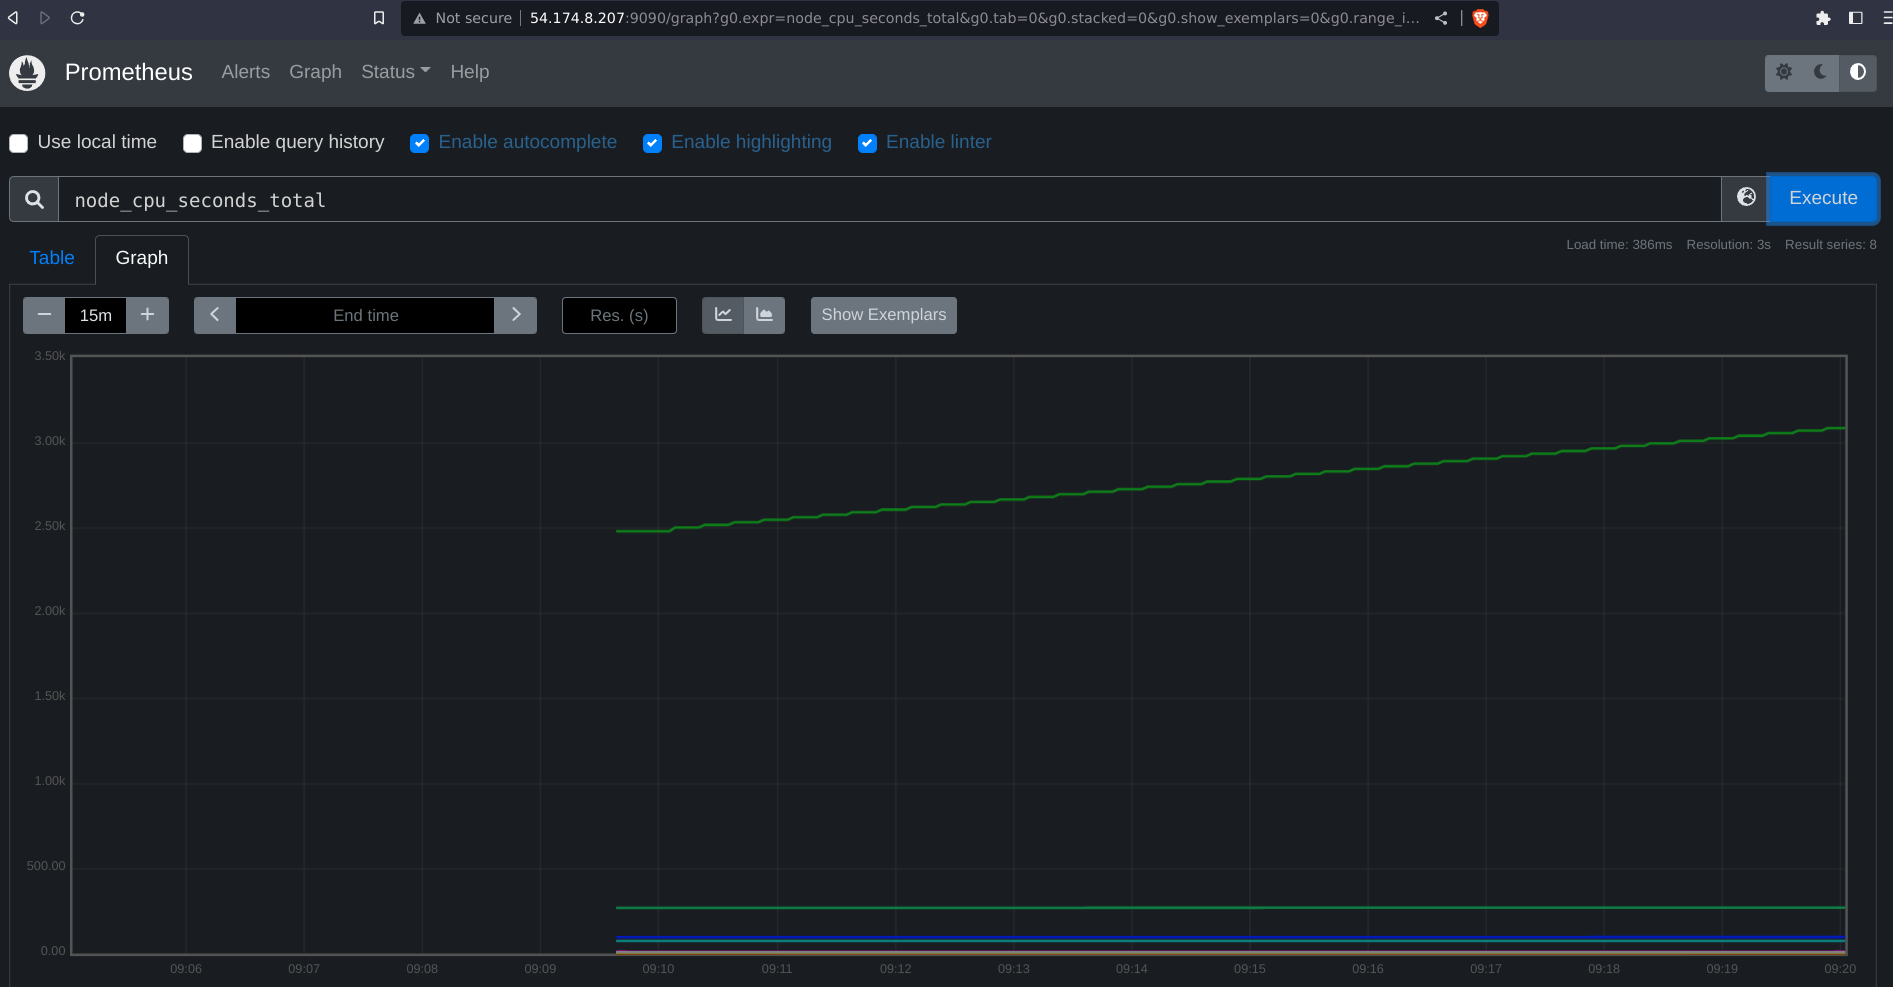 Not secure | 54.174.8.207:9090/graph?g0.expr=node_cpu_seconds_total&g0.tab=0&g0.stacked=0&g0.show_exemplars=0&g0.range_i...
Prometheus Alerts Graph Status Help
Use local time Enable query history Enable autocomplete Enable highlighting Enable linter
node_cpu_seconds_total Execute
Load time: 386ms Resolution: 3s Result series: 8
Table Graph
15m End time Res. (s) Show Exemplars
3.50k
3.00k
2.50k
2.00k
1.50k
1.00k
500.00
0.00
09:06 09:07 09:08 09:09 09:10 09:11 09:12 09:13 09:14 09:15 09:16 09:17 09:18 09:19 09:20